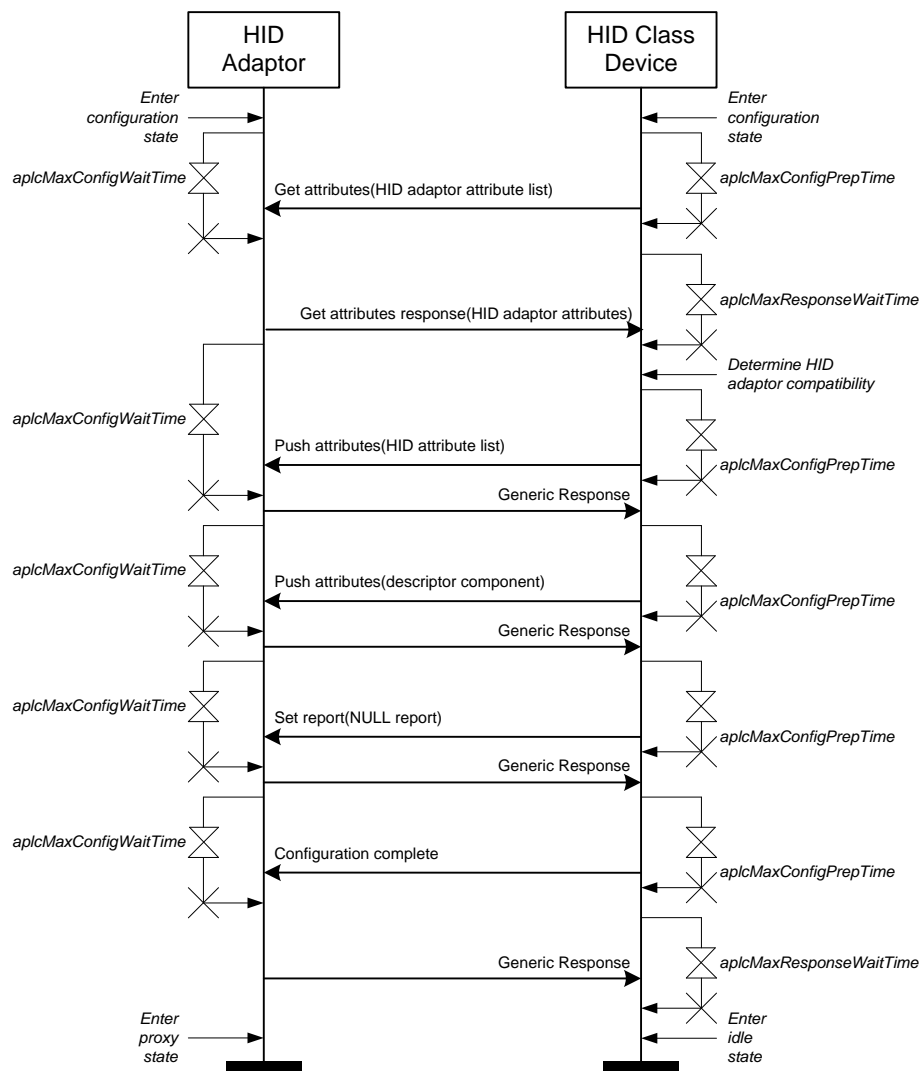 HID
Adaptor
HID Class
Device
Enter
configuration
state
Enter
configuration
state
aplcMaxConfigWaitTime
aplcMaxConfigPrepTime
Get attributes(HID adaptor attribute list)
aplcMaxResponseWaitTime
Get attributes response(HID adaptor attributes)
Determine HID
adaptor compatibility
aplcMaxConfigWaitTime
Push attributes(HID attribute list)
aplcMaxConfigPrepTime
Generic Response
aplcMaxConfigWaitTime
Push attributes(descriptor component)
aplcMaxConfigPrepTime
Generic Response
aplcMaxConfigWaitTime
Set report(NULL report)
aplcMaxConfigPrepTime
Generic Response
aplcMaxConfigWaitTime
Configuration complete
aplcMaxConfigPrepTime
Generic Response
aplcMaxResponseWaitTime
Enter
proxy
state
Enter
idle
state